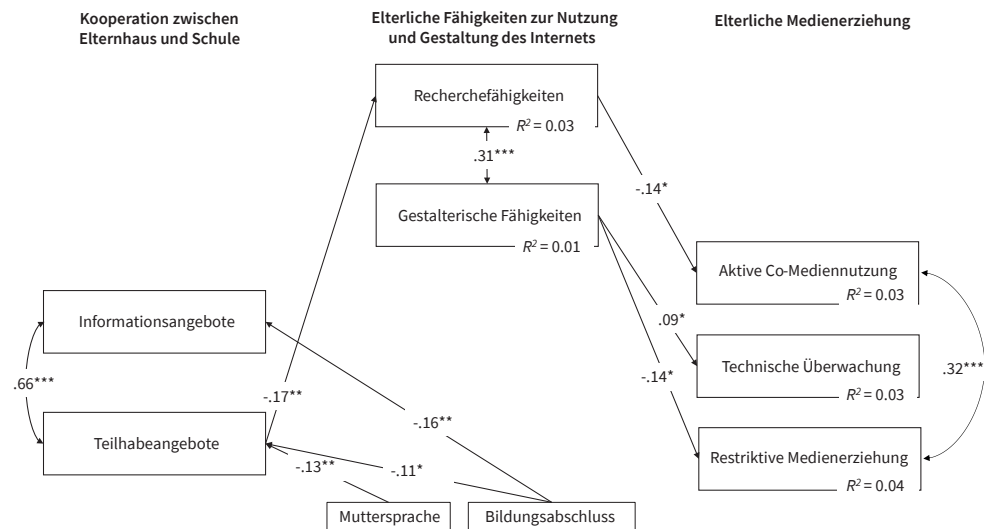 Kooperation zwischen
Elternhaus und Schule
Elterliche Fähigkeiten zur Nutzung
und Gestaltung des Internets
Elterliche Medienerziehung
Recherchefähigkeiten
R² = 0.03
.31***
-.14*
Gestalterische Fähigkeiten
R² = 0.01
Aktive Co-Mediennutzung
R² = 0.03
Informationsangebote
.09*
Technische Überwachung
R² = 0.03
.32***
-.14*
.66***
-.17**
-.16**
Teilhabeangebote
Restriktive Medienerziehung
R² = 0.04
-.13**
-.11*
Muttersprache
Bildungsabschluss